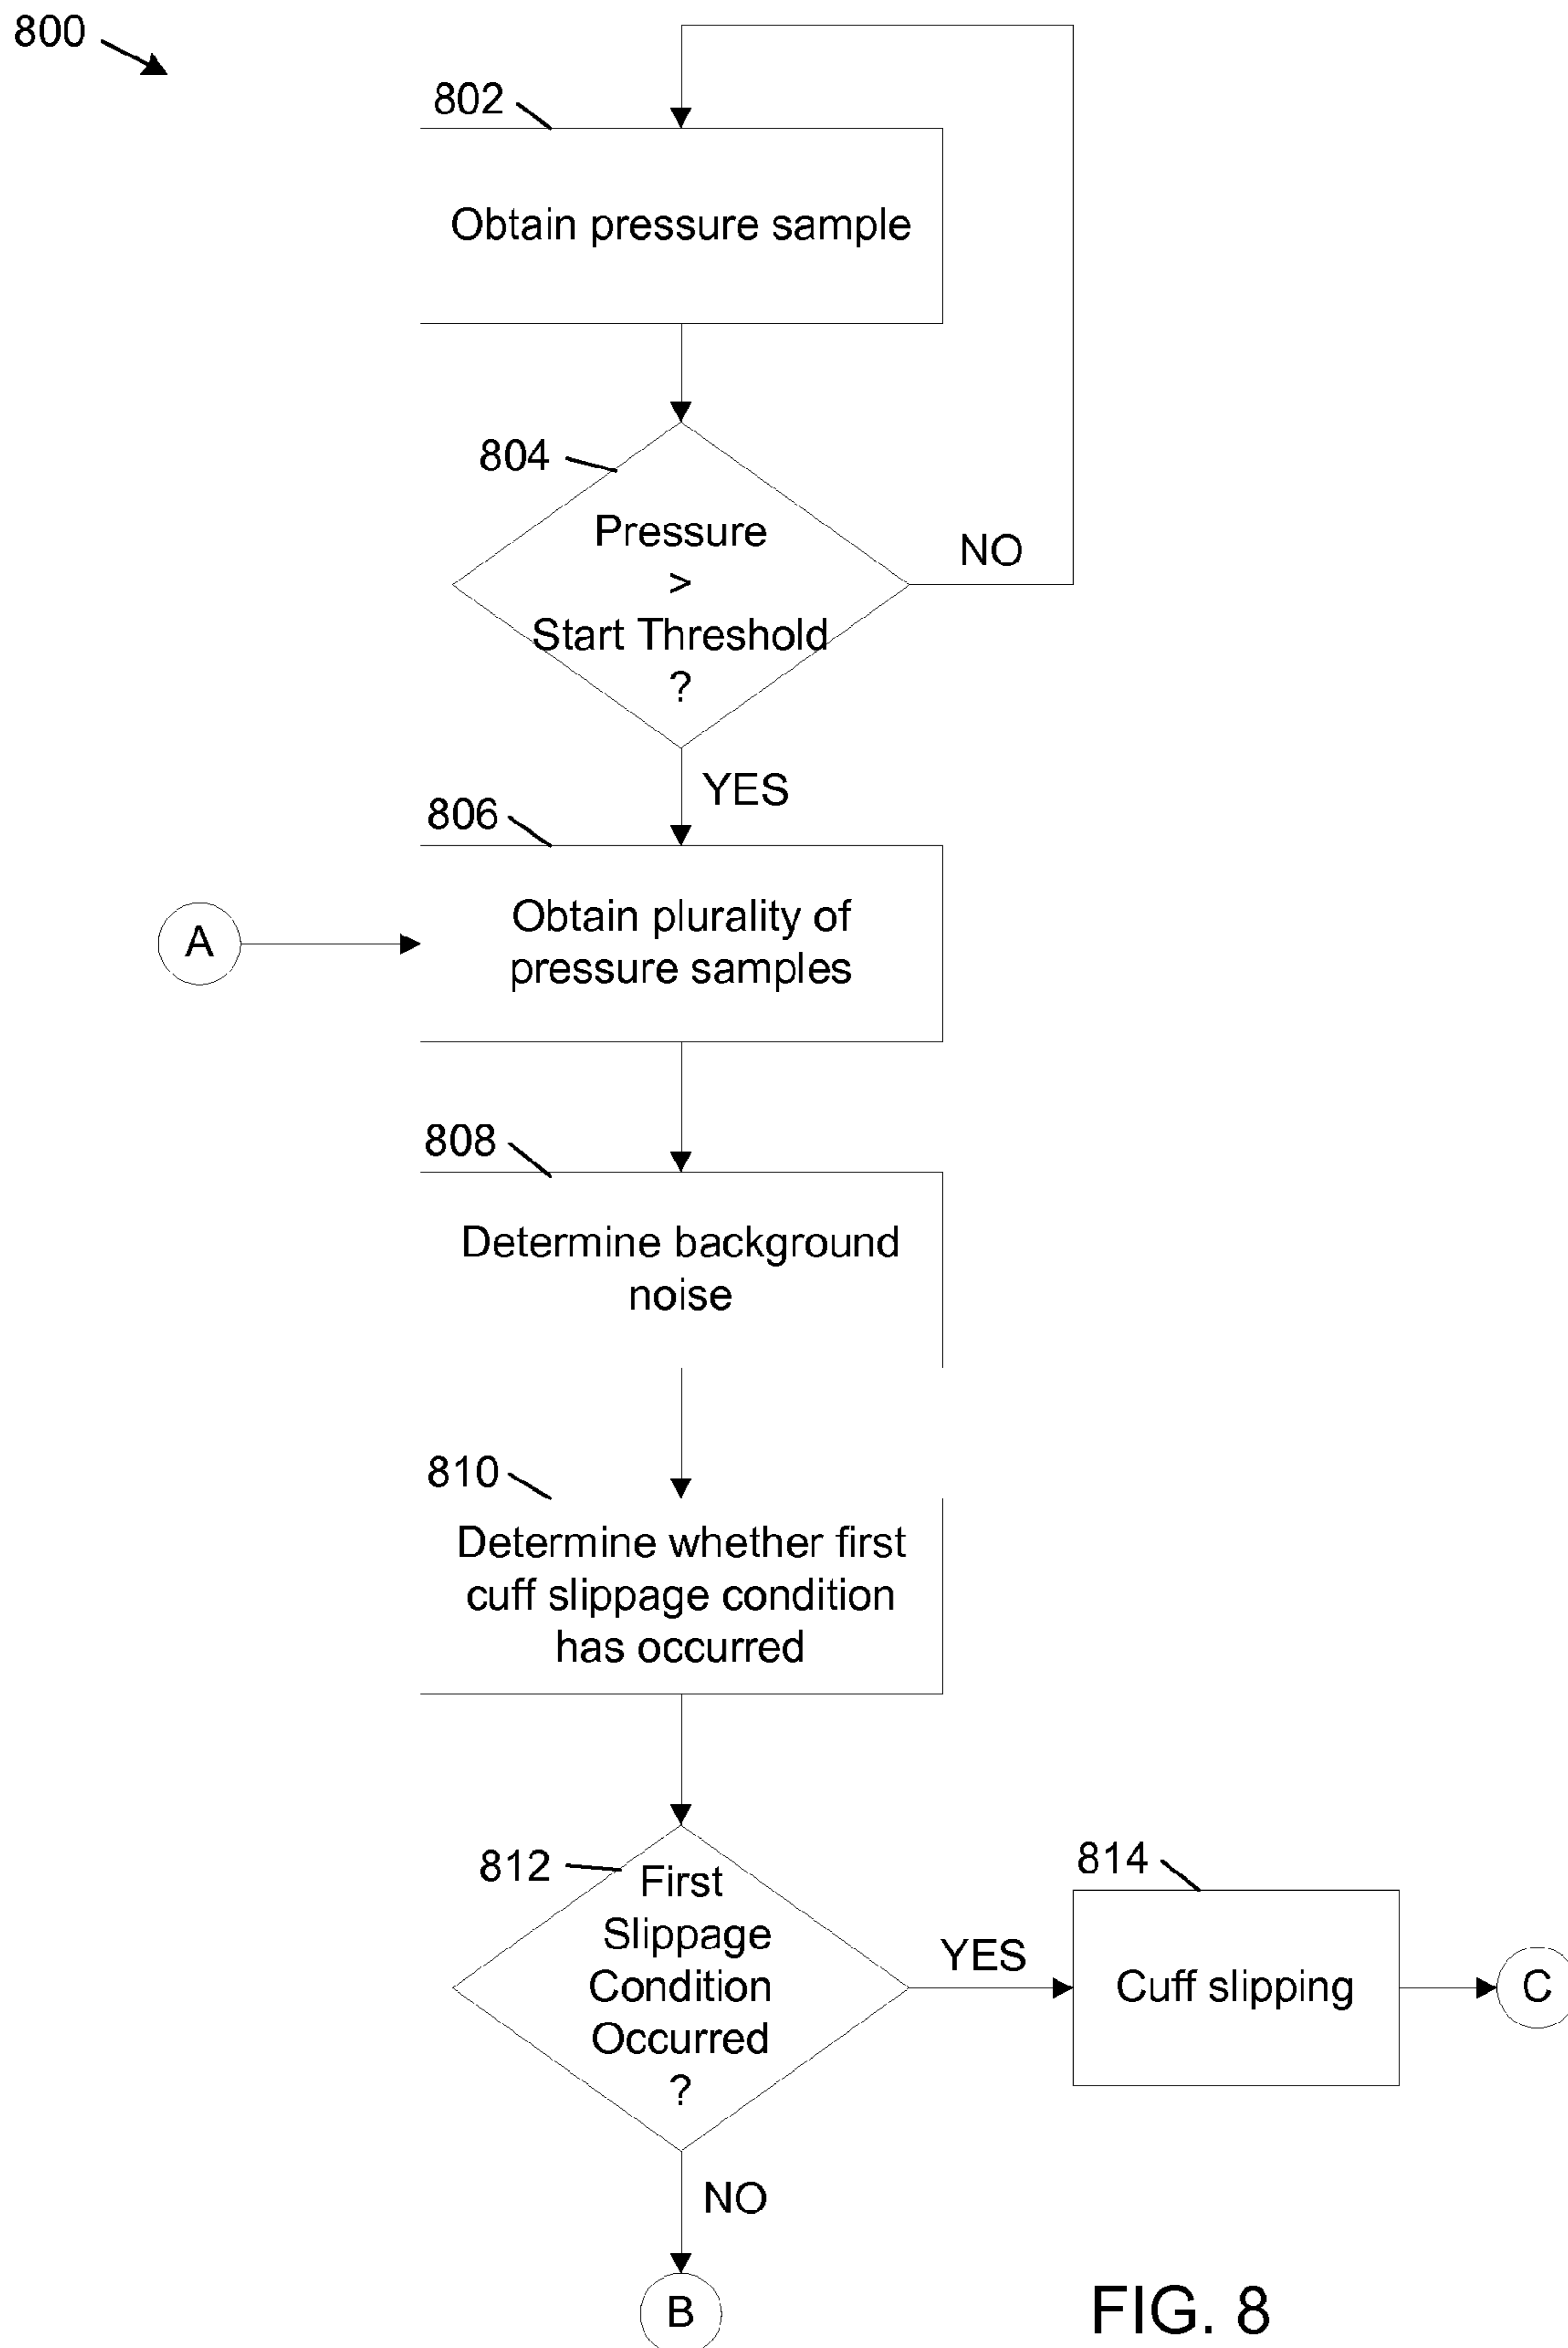 800
802
Obtain pressure sample
804
Pressure
>
Start Threshold
?
NO
YES
806
A
Obtain plurality of
pressure samples
808
Determine background
noise
810
Determine whether first
cuff slippage condition
has occurred
812
First
Slippage
Condition
Occurred
?
YES
814
Cuff slipping
C
NO
B
FIG. 8